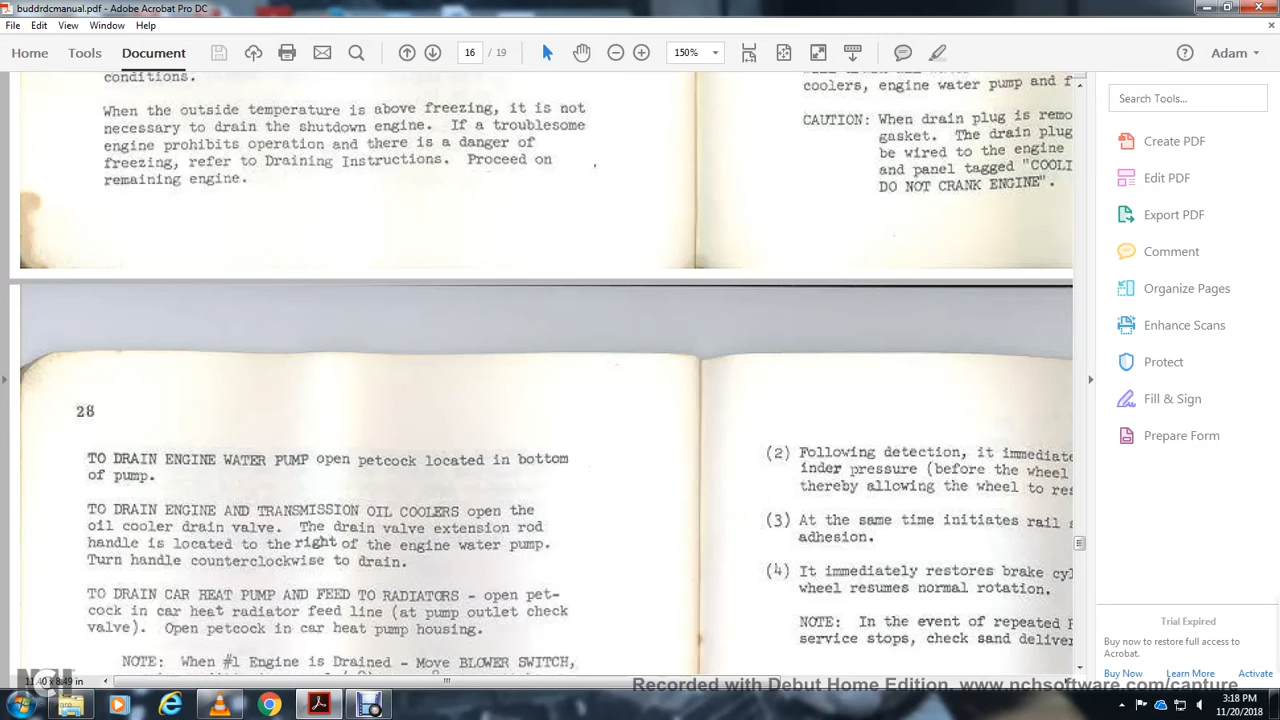 buddrdcmanual.pdf - Adobe Acrobat Pro DC
File Edit View Window Help
Home Tools Document 16 / 19 150% Adam
conditions.
When the outside temperature is above freezing, it is not
necessary to drain the shutdown engine. If a troublesome
engine prohibits operation and there is a danger of
freezing, refer to Draining Instructions. Proceed on
remaining engine.
coolers, engine water pump and f
CAUTION: When drain plug is remo
gasket. The drain plug
be wired to the engine
and panel tagged "COOLI
DO NOT CRANK ENGINE".
28
TO DRAIN ENGINE WATER PUMP open petcock located in bottom
of pump.
TO DRAIN ENGINE AND TRANSMISSION OIL COOLERS open the
oil cooler drain valve. The drain valve extension rod
handle is located to the right of the engine water pump.
Turn handle counterclockwise to drain.
TO DRAIN CAR HEAT PUMP AND FEED TO RADIATORS - open pet-
cock in car heat radiator feed line (at pump outlet check
valve). Open petcock in car heat pump housing.
NOTE: When #1 Engine is Drained - Move BLOWER SWITCH,
(2) Following detection, it immediate
inder pressure (before the wheel
thereby allowing the wheel to res
(3) At the same time initiates rail s
adhesion.
(4) It immediately restores brake cyl
wheel resumes normal rotation.
NOTE: In the event of repeated
service stops, check sand deliver
Search Tools...
Create PDF
Edit PDF
Export PDF
Comment
Organize Pages
Enhance Scans
Protect
Fill & Sign
Prepare Form
Trial Expired
Buy now to restore full access to
Acrobat.
Buy Now Learn More Activate
11.40 x 8.49 in
NCH
Recorded with Debut Home Edition. www.nchsoftware.com/capture
3:18 PM
11/20/2018